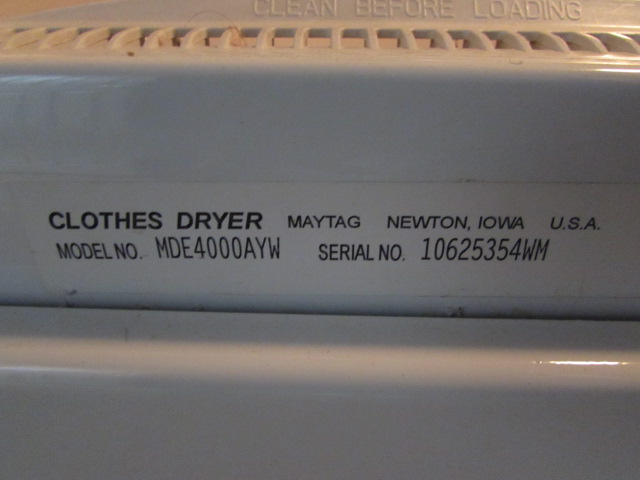 CLEAN BEFORE LOADING
CLOTHES DRYER MAYTAG NEWTON, IOWA U.S.A.
MODEL NO. MDE4000AYW SERIAL NO. 10625354WM